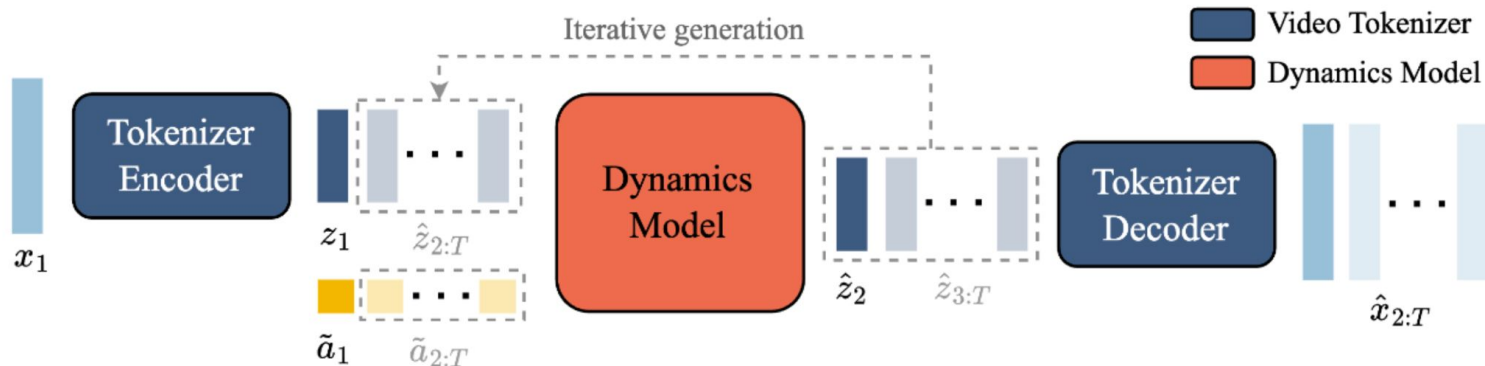 Iterative generation
Video Tokenizer
Dynamics Model
Tokenizer
Encoder
Dynamics
Model
Tokenizer
Decoder
x₁
z₁
ẑ₂:T
ã₁
ã₂:T
ẑ₂
ẑ₃:T
x̂₂:T